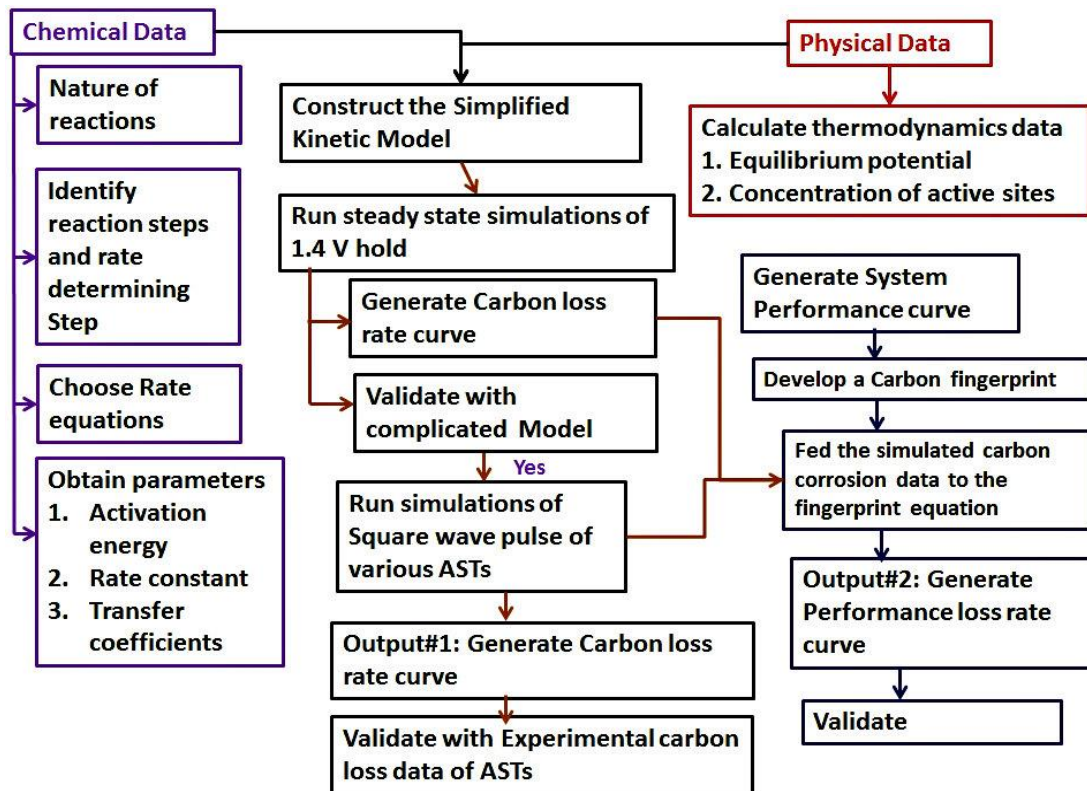 Chemical Data
Nature of
reactions
Identify
reaction steps
and rate
determining
Step
Choose Rate
equations
Obtain parameters
1. Activation
energy
2. Rate constant
3. Transfer
coefficients
Construct the Simplified
Kinetic Model
Run steady state simulations of
1.4 V hold
Generate Carbon loss
rate curve
Validate with
complicated Model
Yes
Run simulations of
Square wave pulse of
various ASTs
Output#1: Generate Carbon loss
rate curve
Validate with Experimental carbon
loss data of ASTs
Physical Data
Calculate thermodynamics data
1. Equilibrium potential
2. Concentration of active sites
Generate System
Performance curve
Develop a Carbon fingerprint
Fed the simulated carbon
corrosion data to the
fingerprint equation
Output#2: Generate
Performance loss rate
curve
Validate